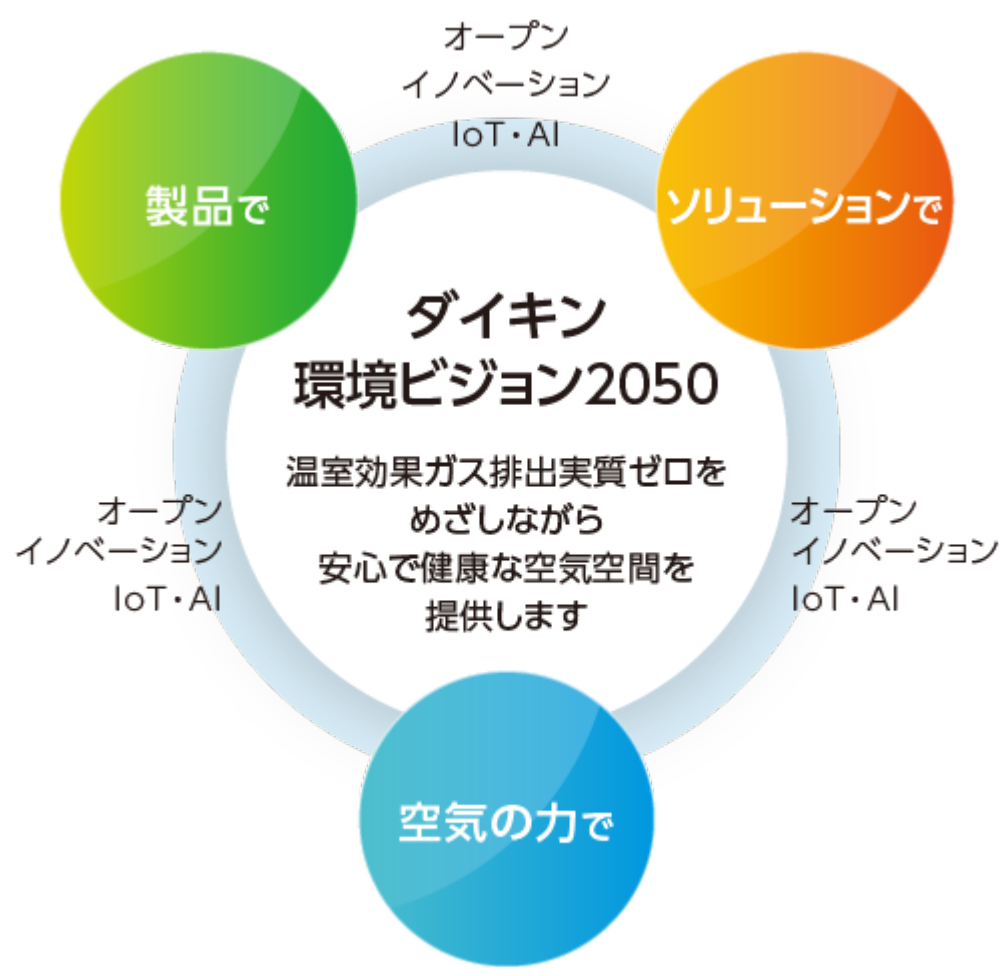 オープン
イノベーション
IoT・AI
製品で
ソリューションで
ダイキン
環境ビジョン2050
温室効果ガス排出実質ゼロを
めざしながら
安心で健康な空気空間を
提供します
オープン
イノベーション
IoT・AI
オープン
イノベーション
IoT・AI
空気の力で